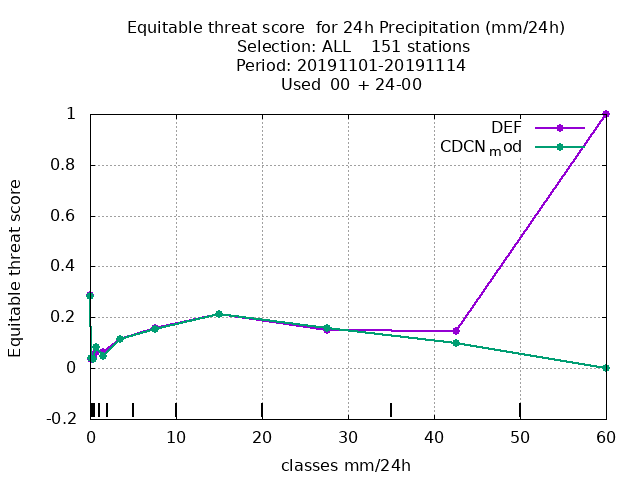 Equitable threat score  for 24h Precipitation (mm/24h)
Selection: ALL    151 stations
Period: 20191101-20191114
Used  00 + 24-00
DEF
CDCN_mod
1
0.8
0.6
0.4
0.2
0
-0.2
Equitable threat score
0 10 20 30 40 50 60
classes mm/24h